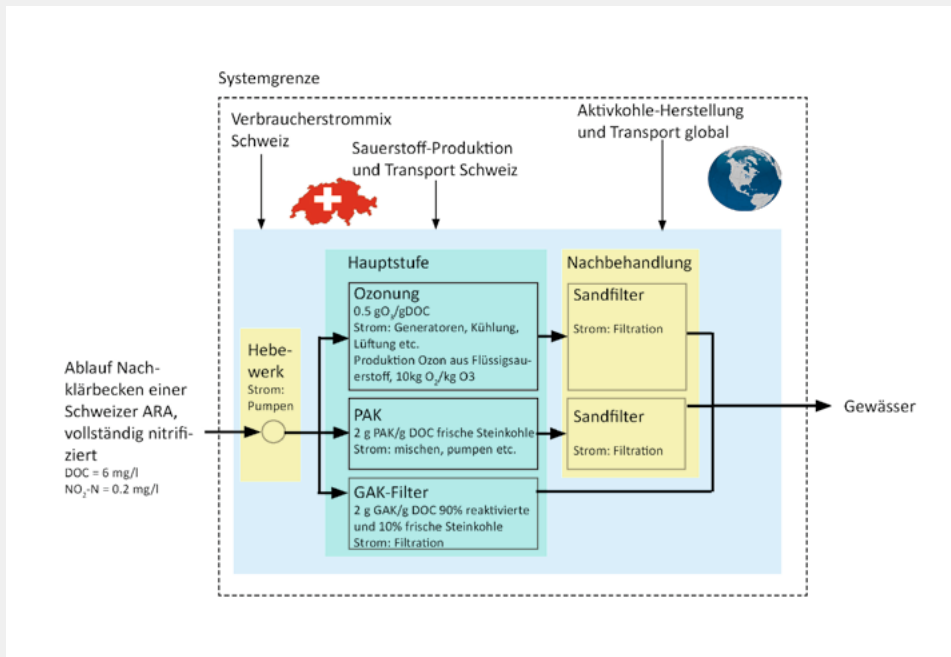 Systemgrenze
Verbraucherstrommix
Schweiz
Sauerstoff-Produktion
und Transport Schweiz
Aktivkohle-Herstellung
und Transport global
Hauptstufe
Nachbehandlung
Ozonung
0.5 gO₃/gDOC
Strom: Generatoren, Kühlung,
Lüftung etc.
Produktion Ozon aus Flüssigsau-
erstoff, 10kg O₂/kg O3
Sandfilter
Strom: Filtration
Hebe-
werk
Strom:
Pumpen
Ablauf Nach-
klärbecken einer
Schweizer ARA,
vollständig nitrifi-
ziert
DOC = 6 mg/l
NO₂-N = 0.2 mg/l
PAK
2 g PAK/g DOC frische Steinkohle
Strom: mischen, pumpen etc.
Sandfilter
Strom: Filtration
Gewässer
GAK-Filter
2 g GAK/g DOC 90% reaktivierte
und 10% frische Steinkohle
Strom: Filtration